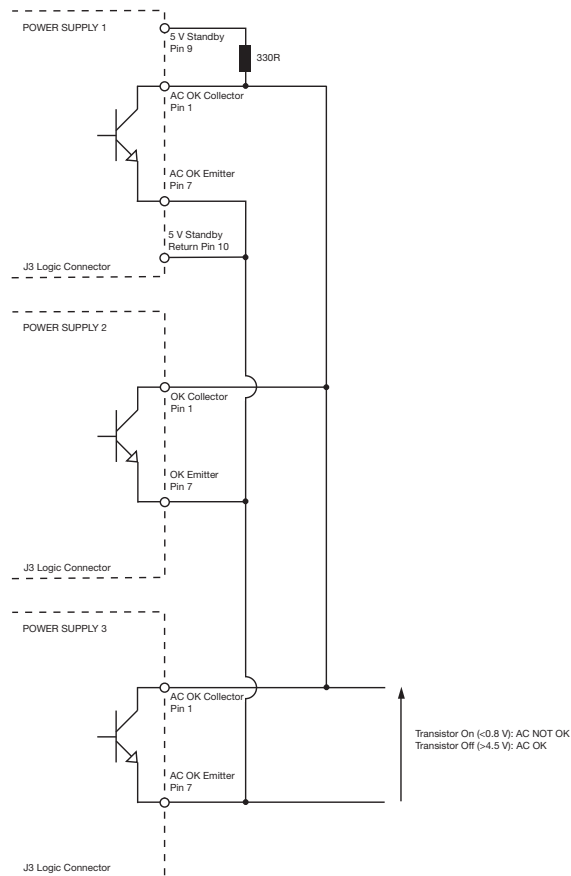 POWER SUPPLY 1
5 V Standby
Pin 9
330R
AC OK Collector
Pin 1
AC OK Emitter
Pin 7
5 V Standby
Return Pin 10
J3 Logic Connector
POWER SUPPLY 2
OK Collector
Pin 1
OK Emitter
Pin 7
J3 Logic Connector
POWER SUPPLY 3
AC OK Collector
Pin 1
Transistor On (<0.8 V): AC NOT OK
Transistor Off (>4.5 V): AC OK
AC OK Emitter
Pin 7
J3 Logic Connector